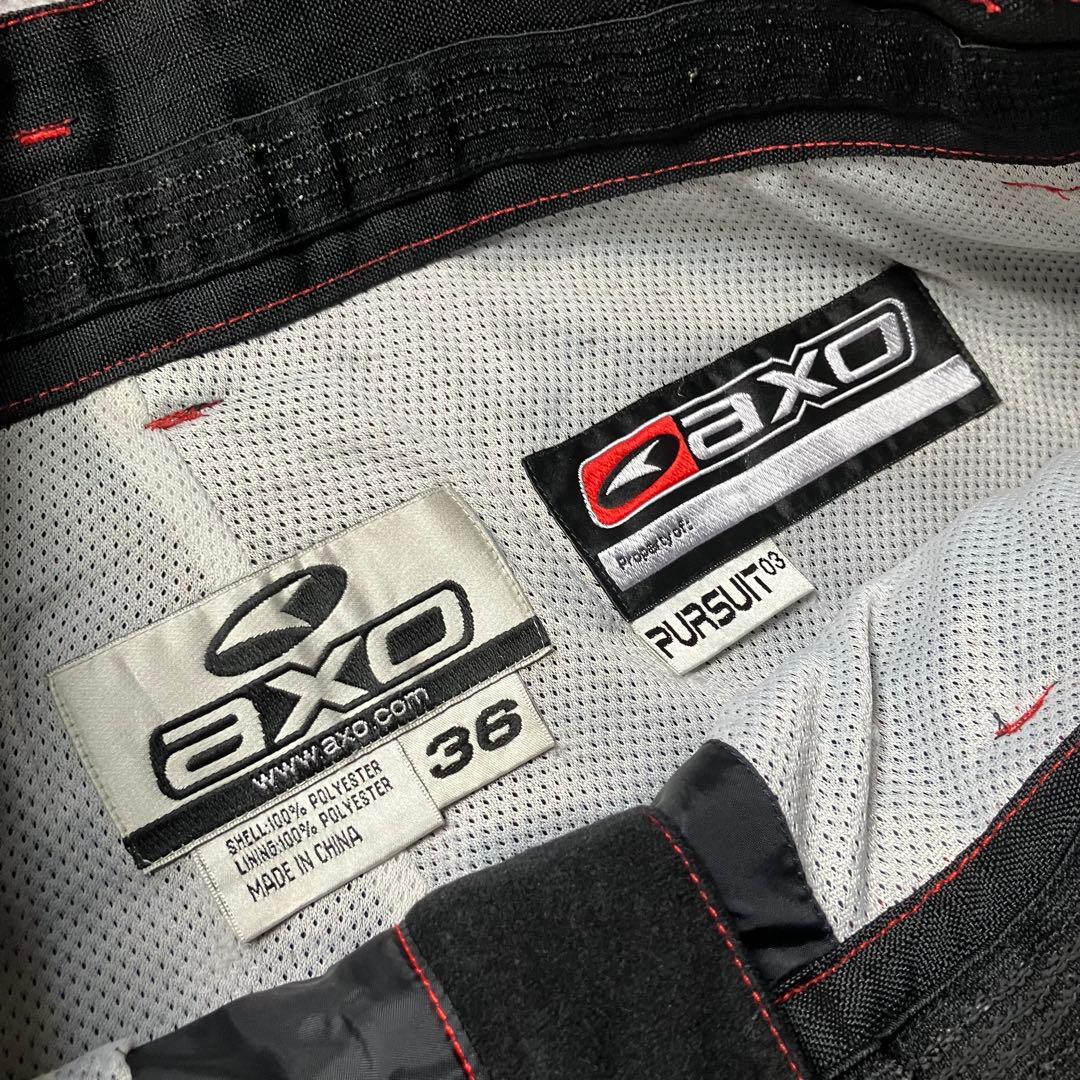 axo
Property of:
PURSUIT 03
axo
www.axo.com
36
SHELL:100% POLYESTER
LINING:100% POLYESTER
MADE IN CHINA